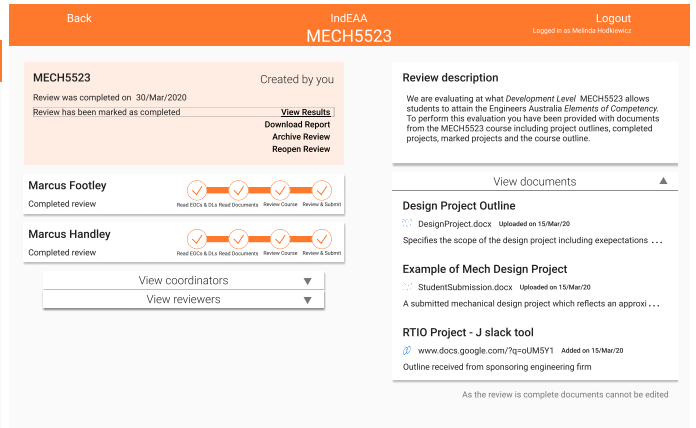 Back
IndEAA
Logout
MECH5523
Logged in as Melinda Hodkiewicz
MECH5523
Created by you
Review was completed on 30/Mar/2020
Review has been marked as completed
View Results
Download Report
Archive Review
Reopen Review
Marcus Footley
Completed review
Read EOCs & DLs Read Documents Review Course Review & Submit
Marcus Handley
Completed review
Read EOCs & DLs Read Documents Review Course Review & Submit
View coordinators
View reviewers
Review description
We are evaluating at what Development Level MECH5523 allows
students to attain the Engineers Australia Elements of Competency.
To perform this evaluation you have been provided with documents
from the MECH5523 course including project outlines, completed
projects, marked projects and the course outline.
View documents
Design Project Outline
DesignProject.docx Uploaded on 15/Mar/20
Specifies the scope of the design project including exepectations ...
Example of Mech Design Project
StudentSubmission.docx Uploaded on 15/Mar/20
A submitted mechanical design project which reflects an approxi ...
RTIO Project - J slack tool
www.docs.google.com/?q=oUM5Y1 Added on 15/Mar/20
Outline received from sponsoring engineering firm
As the review is complete documents cannot be edited